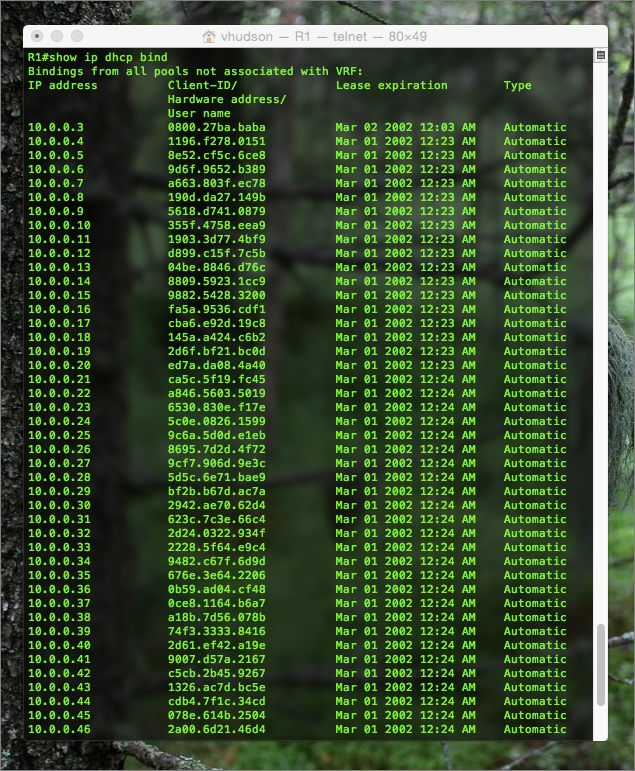 vhudson — R1 — telnet — 80×49
R1#show ip dhcp bind
Bindings from all pools not associated with VRF:
IP address Client-ID/ Lease expiration Type
Hardware address/
User name
10.0.0.3 0800.27ba.baba Mar 02 2002 12:03 AM Automatic
10.0.0.4 1196.f278.0151 Mar 01 2002 12:23 AM Automatic
10.0.0.5 8e52.cf5c.6ce8 Mar 01 2002 12:23 AM Automatic
10.0.0.6 9d6f.9652.b389 Mar 01 2002 12:23 AM Automatic
10.0.0.7 a663.803f.ec78 Mar 01 2002 12:23 AM Automatic
10.0.0.8 190d.da27.149b Mar 01 2002 12:23 AM Automatic
10.0.0.9 5618.d741.0879 Mar 01 2002 12:23 AM Automatic
10.0.0.10 355f.4758.eea9 Mar 01 2002 12:23 AM Automatic
10.0.0.11 1903.3d77.4bf9 Mar 01 2002 12:23 AM Automatic
10.0.0.12 d899.c15f.7c5b Mar 01 2002 12:23 AM Automatic
10.0.0.13 04be.8846.d76c Mar 01 2002 12:23 AM Automatic
10.0.0.14 8809.5923.1cc9 Mar 01 2002 12:23 AM Automatic
10.0.0.15 9882.5428.3200 Mar 01 2002 12:23 AM Automatic
10.0.0.16 fa5a.9536.cdf1 Mar 01 2002 12:23 AM Automatic
10.0.0.17 cba6.e92d.19c8 Mar 01 2002 12:23 AM Automatic
10.0.0.18 145a.a424.c6b2 Mar 01 2002 12:23 AM Automatic
10.0.0.19 2d6f.bf21.bc0d Mar 01 2002 12:23 AM Automatic
10.0.0.20 ed7a.da08.4a40 Mar 01 2002 12:23 AM Automatic
10.0.0.21 ca5c.5f19.fc45 Mar 01 2002 12:24 AM Automatic
10.0.0.22 a846.5603.5019 Mar 01 2002 12:24 AM Automatic
10.0.0.23 6530.830e.f17e Mar 01 2002 12:24 AM Automatic
10.0.0.24 5c0e.0826.1599 Mar 01 2002 12:24 AM Automatic
10.0.0.25 9c6a.5d0d.e1eb Mar 01 2002 12:24 AM Automatic
10.0.0.26 8695.7d2d.4f72 Mar 01 2002 12:24 AM Automatic
10.0.0.27 9cf7.906d.9e3c Mar 01 2002 12:24 AM Automatic
10.0.0.28 5d5c.6e71.bae9 Mar 01 2002 12:24 AM Automatic
10.0.0.29 bf2b.b67d.ac7a Mar 01 2002 12:24 AM Automatic
10.0.0.30 2942.ae70.62d4 Mar 01 2002 12:24 AM Automatic
10.0.0.31 623c.7c3e.66c4 Mar 01 2002 12:24 AM Automatic
10.0.0.32 2d24.0322.934f Mar 01 2002 12:24 AM Automatic
10.0.0.33 2228.5f64.e9c4 Mar 01 2002 12:24 AM Automatic
10.0.0.34 9482.c67f.6d9d Mar 01 2002 12:24 AM Automatic
10.0.0.35 676e.3e64.2206 Mar 01 2002 12:24 AM Automatic
10.0.0.36 0b59.ad04.cf48 Mar 01 2002 12:24 AM Automatic
10.0.0.37 0ce8.1164.b6a7 Mar 01 2002 12:24 AM Automatic
10.0.0.38 a18b.7d56.078b Mar 01 2002 12:24 AM Automatic
10.0.0.39 74f3.3333.8416 Mar 01 2002 12:24 AM Automatic
10.0.0.40 2d61.ef42.a19e Mar 01 2002 12:24 AM Automatic
10.0.0.41 9007.d57a.2167 Mar 01 2002 12:24 AM Automatic
10.0.0.42 c5cb.2b45.9267 Mar 01 2002 12:24 AM Automatic
10.0.0.43 1326.ac7d.bc5e Mar 01 2002 12:24 AM Automatic
10.0.0.44 cdb4.7f1c.34cd Mar 01 2002 12:24 AM Automatic
10.0.0.45 078e.614b.2504 Mar 01 2002 12:24 AM Automatic
10.0.0.46 2a00.6d21.46d4 Mar 01 2002 12:24 AM Automatic